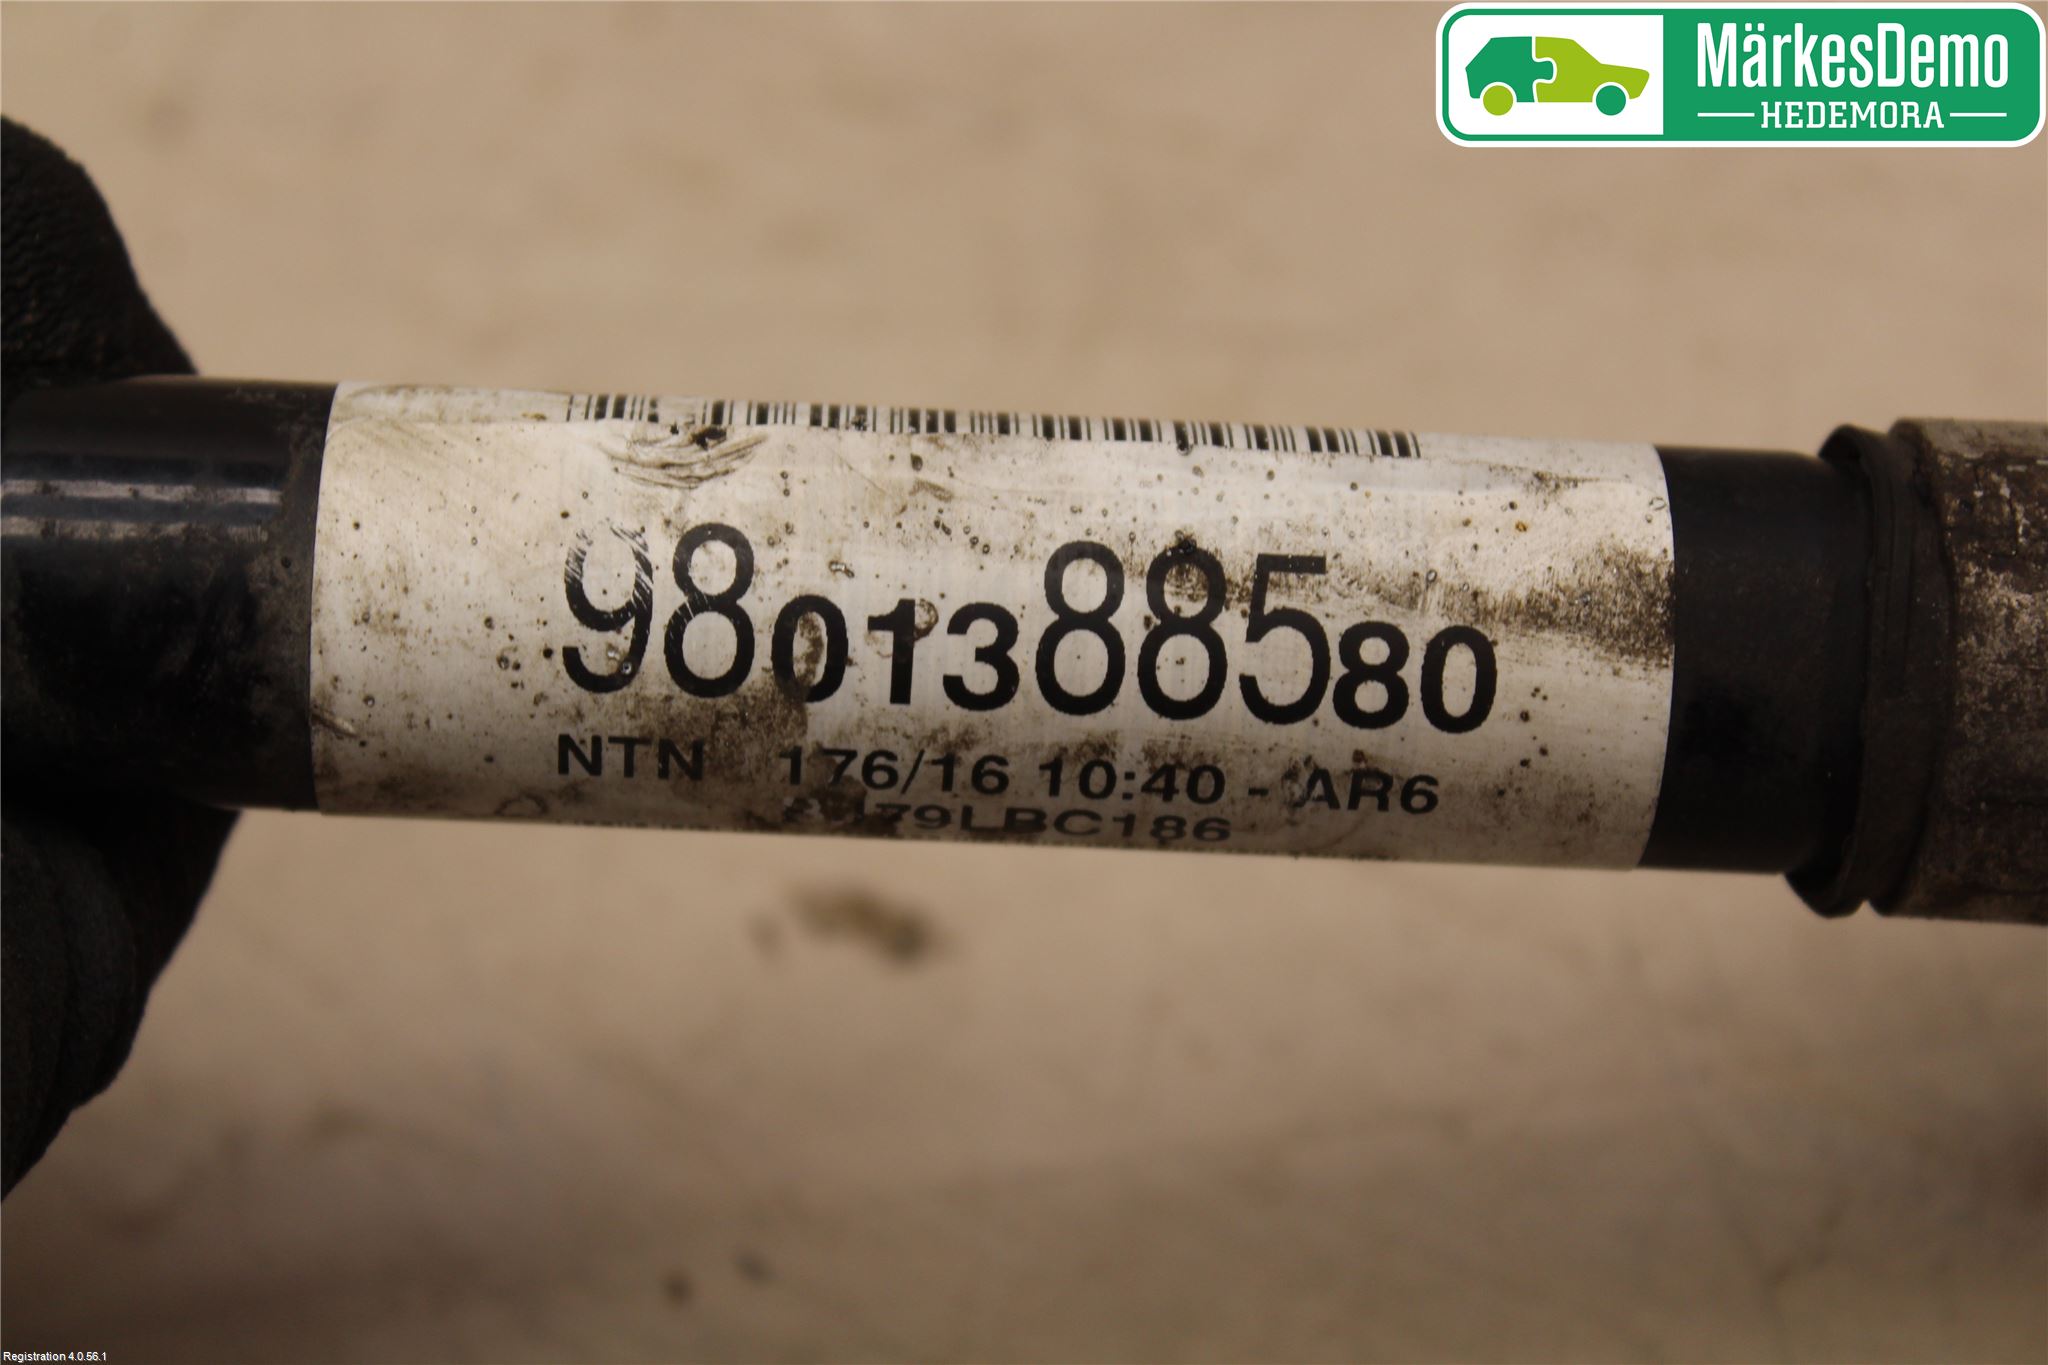 MärkesDemo
HEDEMORA
9801388580
NTN 176/16 10:40 - AR6
Registration 4.0.56.1